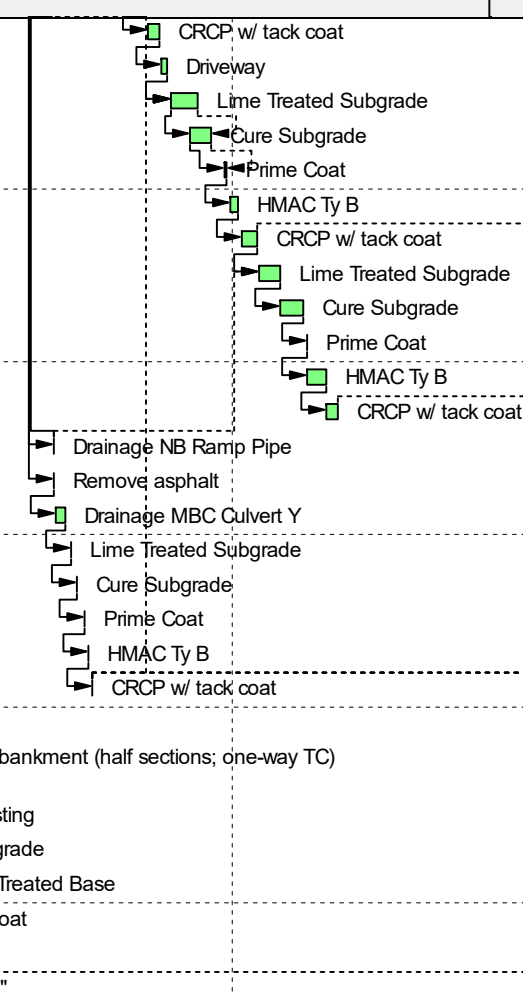 CRCP w/ tack coat
Driveway
Lime Treated Subgrade
Cure Subgrade
Prime Coat
HMAC Ty B
CRCP w/ tack coat
Lime Treated Subgrade
Cure Subgrade
Prime Coat
HMAC Ty B
CRCP w/ tack coat
Drainage NB Ramp Pipe
Remove asphalt
Drainage MBC Culvert Y
Lime Treated Subgrade
Cure Subgrade
Prime Coat
HMAC Ty B
CRCP w/ tack coat
bankment (half sections; one-way TC)
sting
grade
Treated Base
oat
"